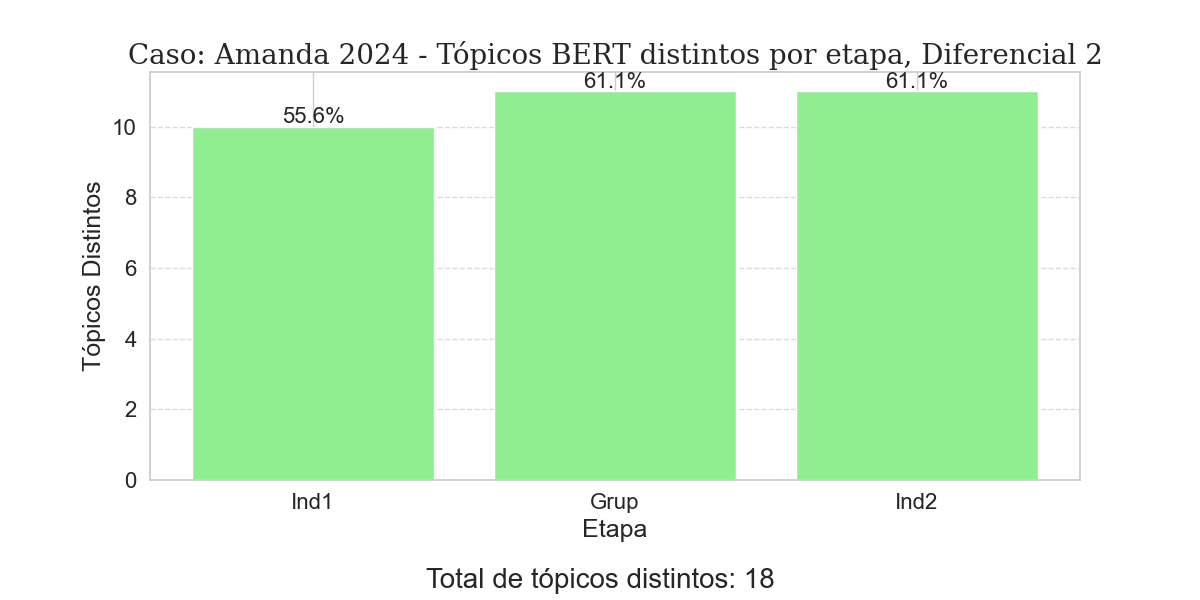 Caso: Amanda 2024 - Tópicos BERT distintos por etapa, Diferencial 2
55.6%
61.1%
61.1%
Tópicos Distintos
10
8
6
4
2
0
Ind1
Grup
Ind2
Etapa
Total de tópicos distintos: 18